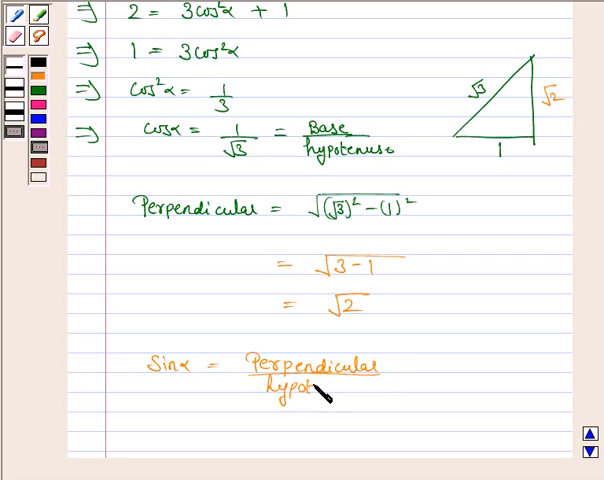 ⇒ 2 = 3cos²α + 1
⇒ 1 = 3cos²α
⇒ cos²α = 1/3
⇒ cosα = 1/√3 = Base/hypotenuse
√3
√2
1
Perpendicular = √(√3)² - (1)²
= √3-1
= √2
Sinα = Perpendicular/hypot